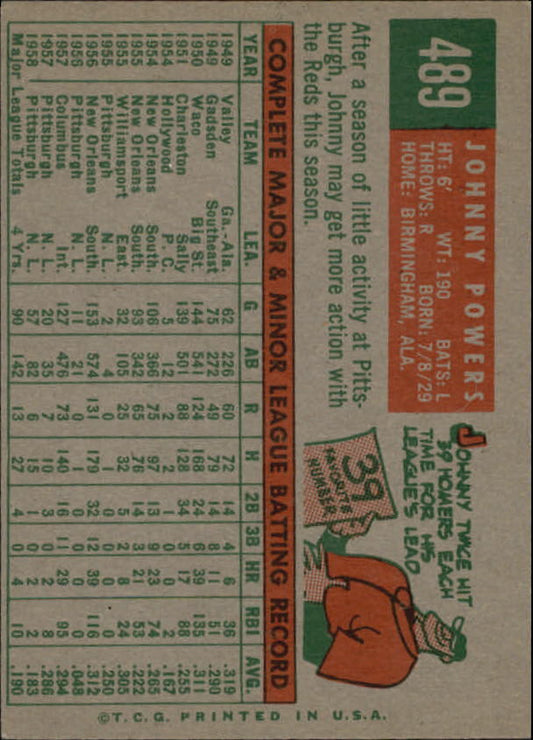 489
JOHNNY POWERS
HT: 6' WT: 190 BATS: L
THROWS: R BORN: 7/8/29
HOME: BIRMINGHAM, ALA.
JOHNNY TWICE HIT
39 HOMERS EACH
TIME FOR HIS
LEAGUE'S LEAD
39
FAVORITE
NUMBER
After a season of little activity at Pitts-
burgh, Johnny may get more action with
the Reds this season.
COMPLETE MAJOR & MINOR LEAGUE BATTING RECORD
YEAR TEAM LEA. G AB R H 2B 3B HR RBI AVG.
1949 Valley Ga.-Ala. 62 226 60 72 14 4 6 36 .319
1949 Gadsden Southeast 75 272 49 79 14 8 11 51 .290
1950 Waco Big St. 144 541 124 168 24 6 39 135 .311
1951 Charleston Sally 139 501 88 128 34 5 17 88 .255
1954 Hollywood P. C. 5 12 2 2 1 0 0 1 .167
1954 New Orleans South. 106 366 75 97 13 9 23 74 .265
1955 New Orleans South. 93 342 65 76 14 3 21 53 .222
1955 Williamsport East. 32 105 25 32 5 2 8 24 .305
1955 Pittsburgh N. L. 2 4 0 1 0 0 0 0 .250
1956 New Orleans South. 153 574 131 179 32 12 39 116 .312
1956 Pittsburgh N. L. 11 21 0 1 0 0 0 0 .048
1957 Columbus Int. 127 476 73 140 16 11 29 95 .294
1957 Pittsburgh N. L. 20 35 7 10 3 0 2 8 .286
1958 Pittsburgh N. L. 57 82 6 15 1 0 2 2 .183
Major League Totals 4 Yrs. 90 142 13 27 4 0 4 10 .190
©T.C.G. PRINTED IN U.S.A.